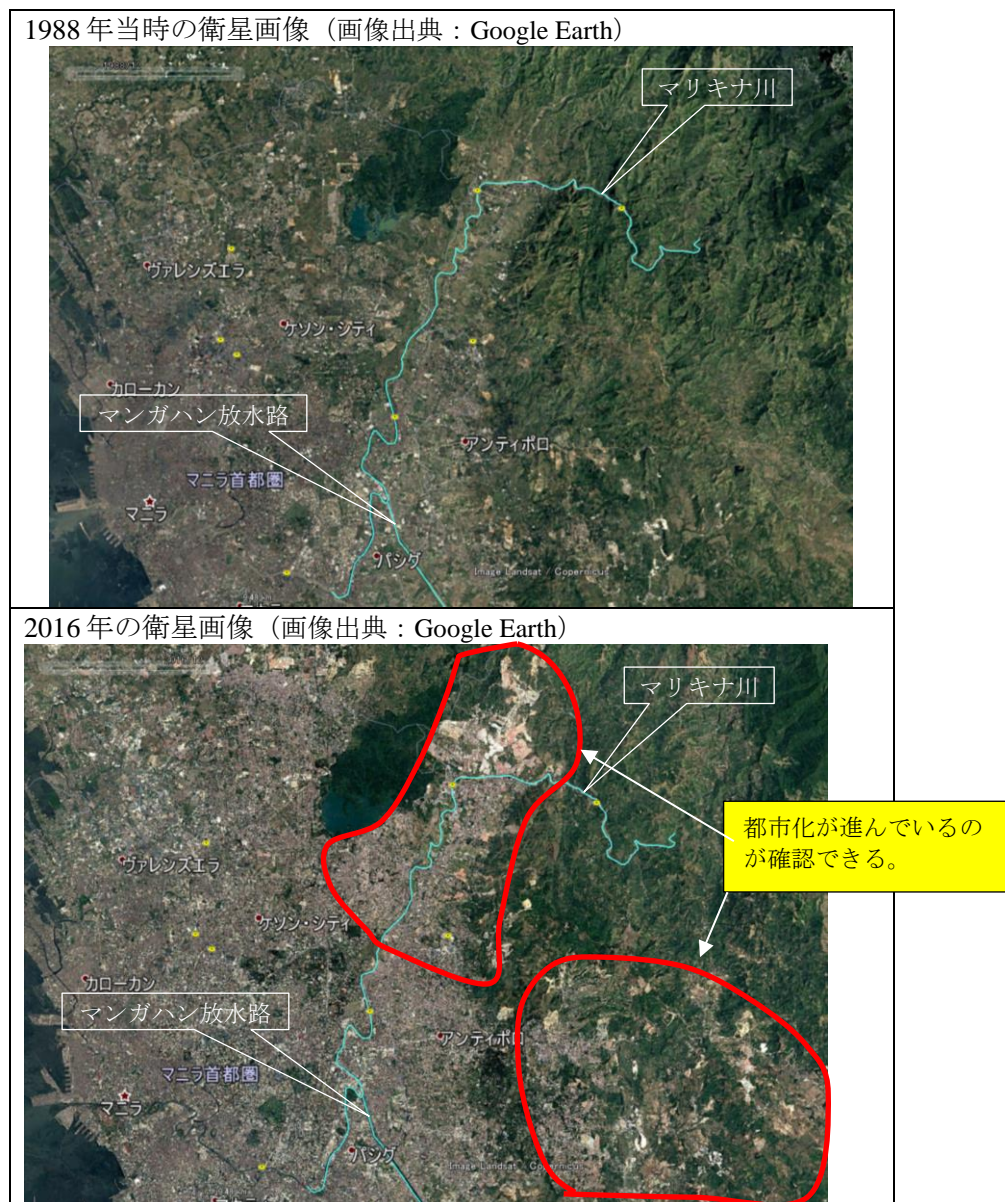 1988年当時の衛星画像（画像出典：Google Earth）
マリキナ川
ヴァレンズエラ
ケソン・シティ
カローカン
マンガハン放水路
アンティポロ
マニラ首都圏
マニラ
パシグ
Image Landsat / Copernicus
2016年の衛星画像（画像出典：Google Earth）
マリキナ川
都市化が進んでいるの
が確認できる。
ヴァレンズエラ
ケソン・シティ
カローカン
マンガハン放水路
アンティポロ
マニラ首都圏
マニラ
パシグ
Image Landsat / Copernicus